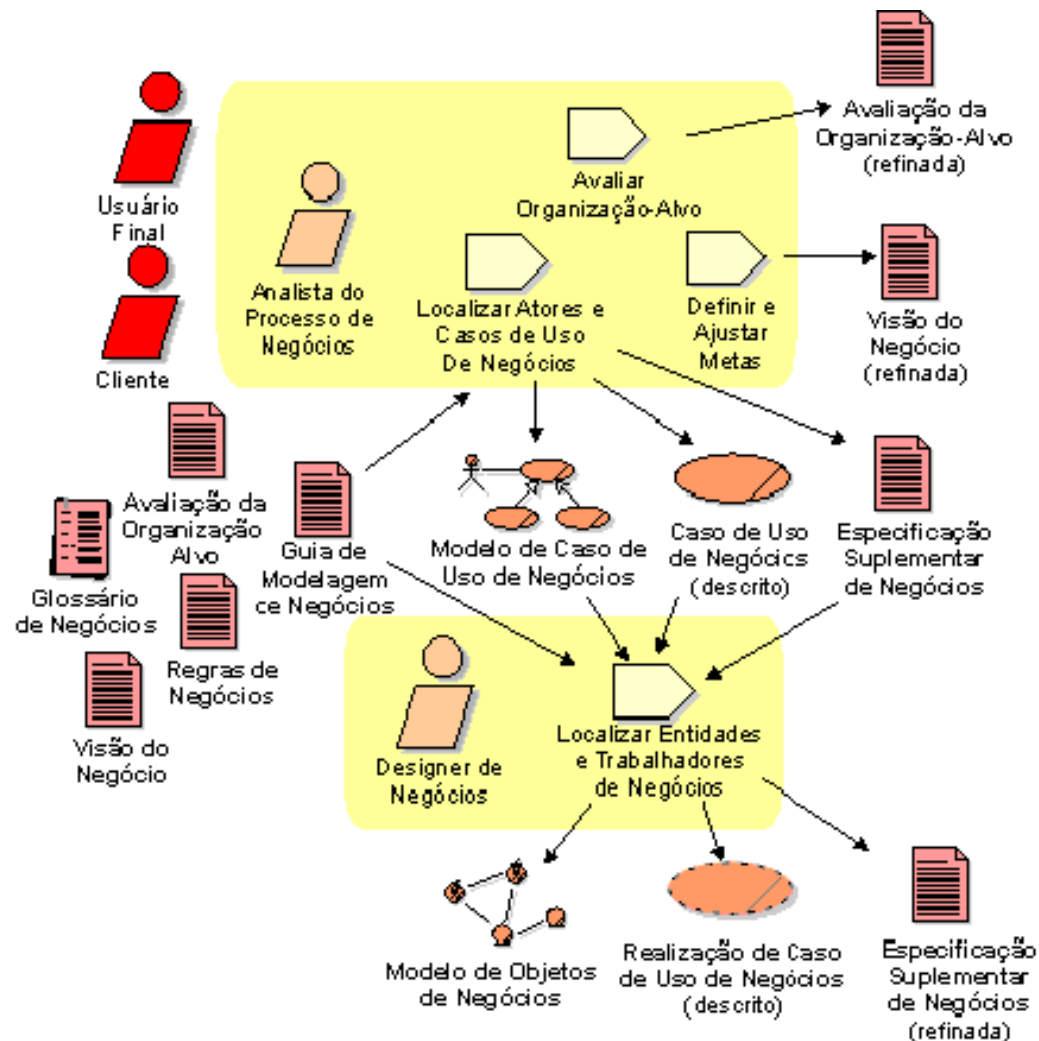 Avaliação da
Organização-Alvo
(refinada)
Usuário
Final
Avaliar
Organização-Alvo
Analista do
Processo de
Negócios
Localizar Atores e
Casos de Uso
De Negócios
Definir e
Ajustar
Metas
Visão do
Negócio
(refinada)
Cliente
Avaliação da
Organização
Alvo
Guia de
Modelagem
ce Negócios
Modelo de Caso de
Uso de Negócios
Caso de Uso
de Negócics
(descrito)
Especificação
Suplementar
de Negócios
Glossário
de Negócios
Regras de
Negócios
Visão do
Negócio
Designer de
Negócios
Localizar Entidades
e Trabalhadores
de Negócios
Modelo de Objetos
de Negócios
Realização de Caso
de Uso de Negócios
(descrito)
Especificação
Suplementar
de Negócios
(refinada)